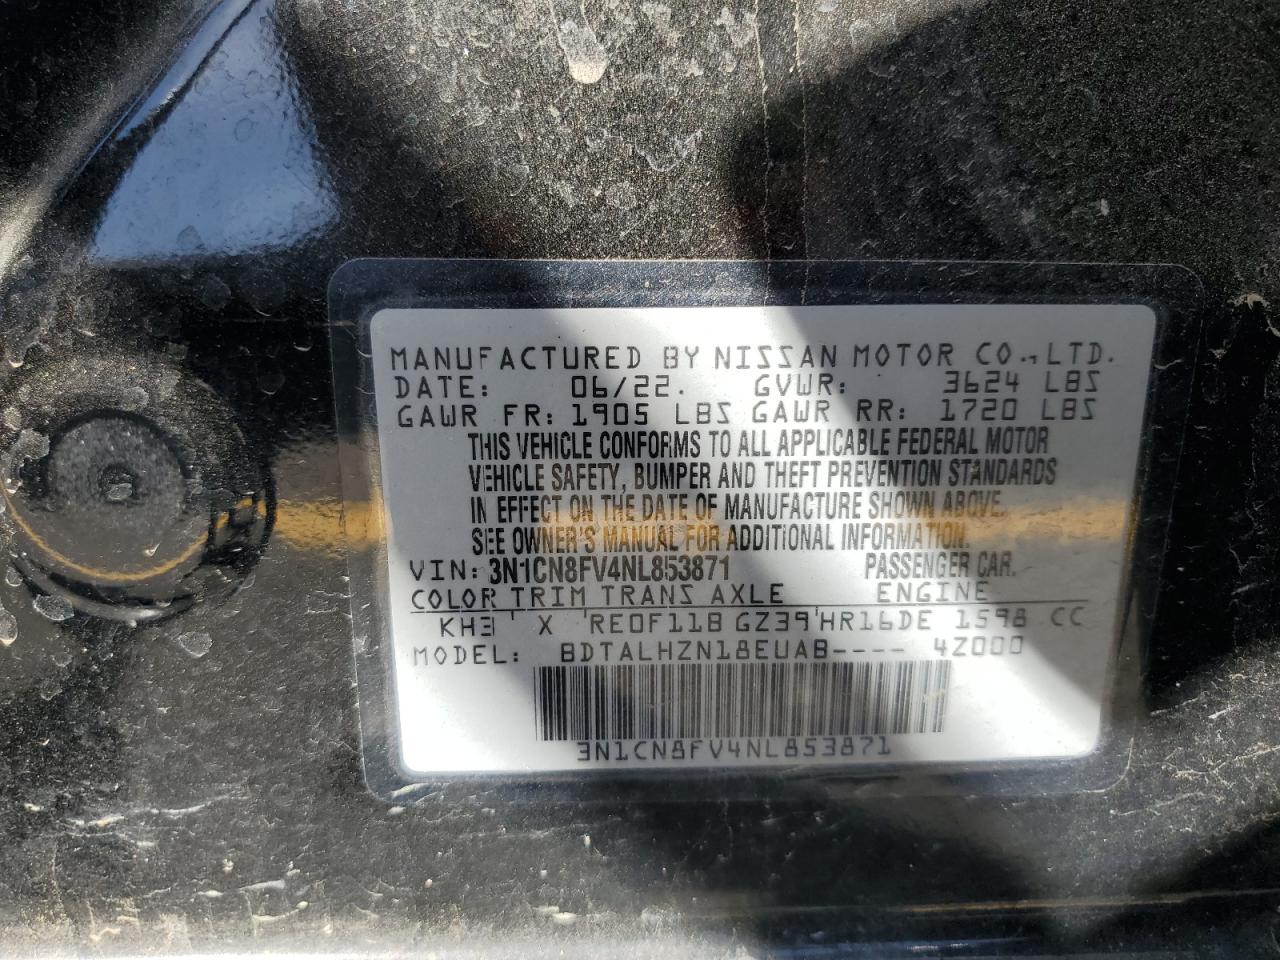 MANUFACTURED BY NISSAN MOTOR CO., LTD.
DATE: 06/22. GVWR: 3624 LBS
GAWR FR: 1905 LBS GAWR RR: 1720 LBS
THIS VEHICLE CONFORMS TO ALL APPLICABLE FEDERAL MOTOR
VEHICLE SAFETY, BUMPER AND THEFT PREVENTION STANDARDS
IN EFFECT ON THE DATE OF MANUFACTURE SHOWN ABOVE.
SEE OWNER'S MANUAL FOR ADDITIONAL INFORMATION.
VIN: 3N1CN8FV4NL853871 PASSENGER CAR.
COLOR TRIM TRANS AXLE ENGINE
KH3 ' X 'RE0F11B GZ39'HR16DE 1598 CC
MODEL: BDTALHZN18EUAB---- 4Z000
3N1CN8FV4NL853871